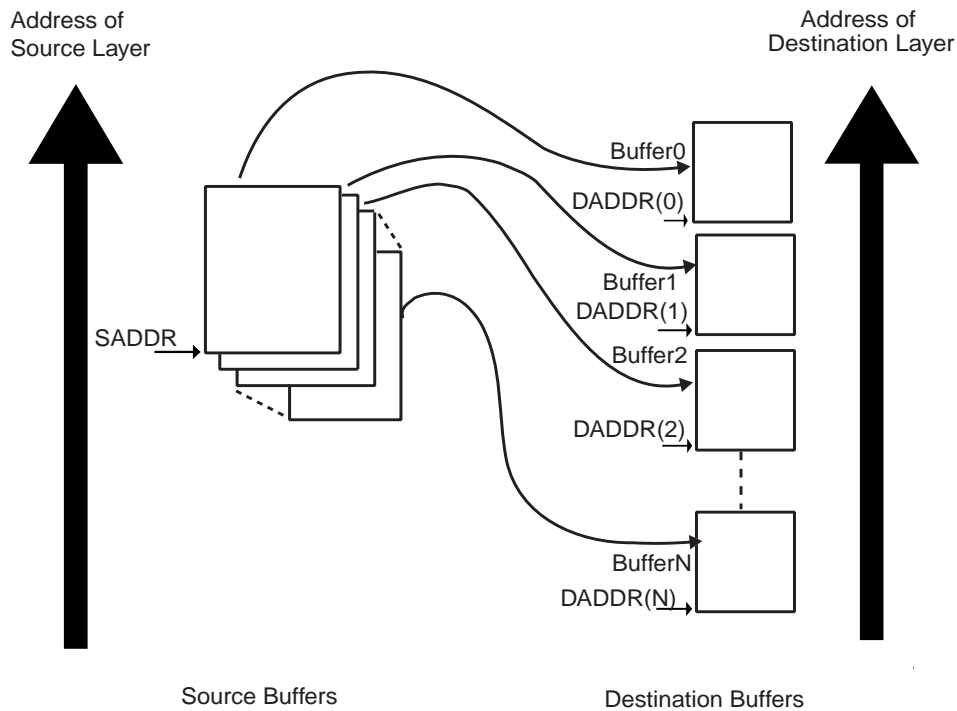 Address of
Source Layer
Address of
Destination Layer
Buffer0
DADDR(0)
Buffer1
DADDR(1)
SADDR
Buffer2
DADDR(2)
BufferN
DADDR(N)
Source Buffers
Destination Buffers